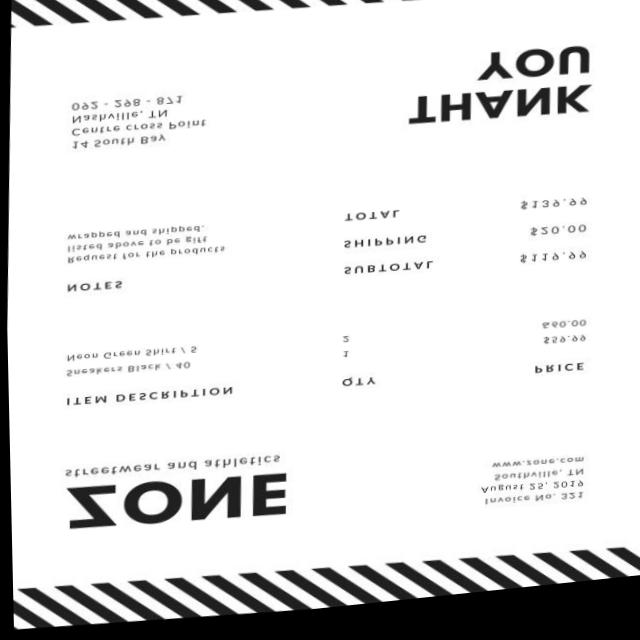 ZONE
streetwear and athletics
Invoice No. 321
August 25, 2019
Southville, TN
www.zone.com
ITEM DESCRIPTION QTY PRICE
Sneakers Black / 40 1 $59.99
Neon Green Shirt / S 2 &60.00
NOTES
Request for the products
listed above to be gift
wrapped and shipped.
SUBTOTAL $119.99
SHIPPING $20.00
TOTAL $139.99
14 South Bay
Centre cross Point
Nashville, TN
092 - 298 - 871
THANK
YOU